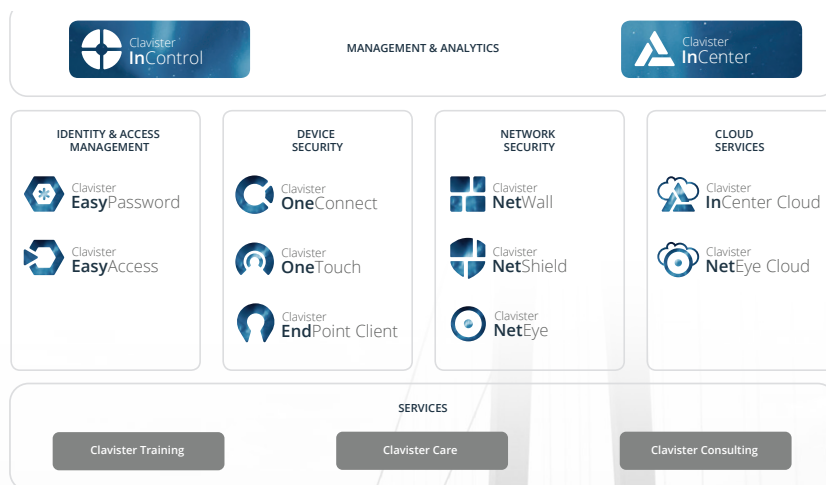 Clavister
InControl
MANAGEMENT & ANALYTICS
Clavister
InCenter
IDENTITY & ACCESS
MANAGEMENT
Clavister
EasyPassword
Clavister
EasyAccess
DEVICE
SECURITY
Clavister
OneConnect
Clavister
OneTouch
Clavister
EndPoint Client
NETWORK
SECURITY
Clavister
NetWall
Clavister
NetShield
Clavister
NetEye
CLOUD
SERVICES
Clavister
InCenter Cloud
Clavister
NetEye Cloud
SERVICES
Clavister Training
Clavister Care
Clavister Consulting